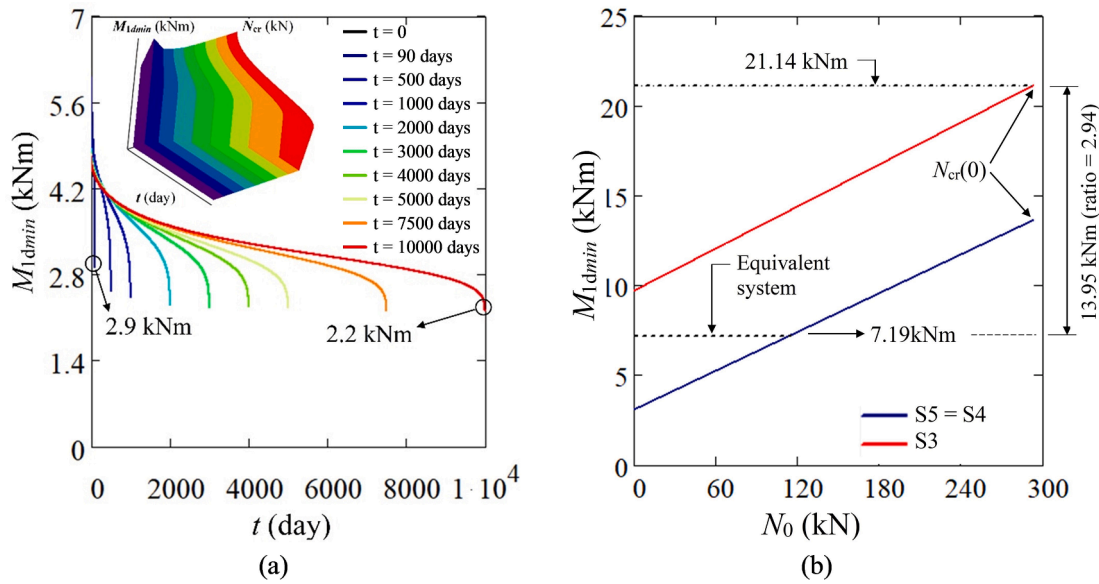 (a)
7
5.6
4.2
2.8
1.4
0
M1dmin (kNm)
M1dmin (kNm)
Ncr (kN)
t (day)
t = 0
t = 90 days
t = 500 days
t = 1000 days
t = 2000 days
t = 3000 days
t = 4000 days
t = 5000 days
t = 7500 days
t = 10000 days
2.9 kNm
2.2 kNm
0 2000 4000 6000 8000 1·10⁴
t (day)
(a)
25
20
15
10
5
25
M1dmin (kNm)
21.14 kNm
Ncr(0)
Equivalent
system
7.19kNm
13.95 kNm (ratio = 2.94)
S5 = S4
S3
0 60 120 180 240 300
N0 (kN)
(b)